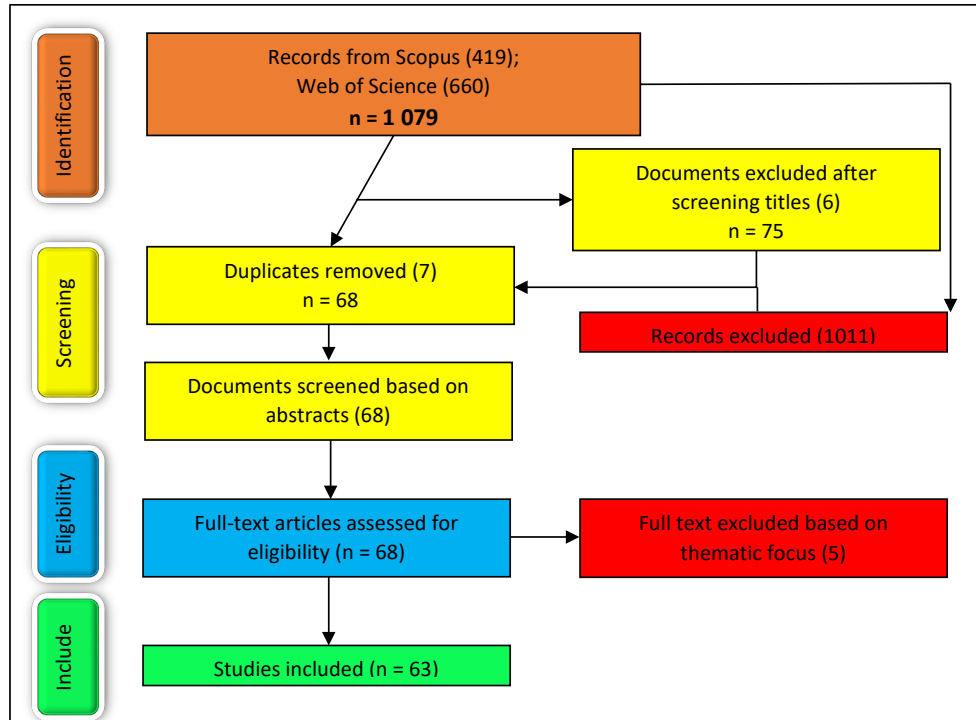 Identification
Records from Scopus (419);
Web of Science (660)
n = 1 079
Documents excluded after
screening titles (6)
n = 75
Screening
Duplicates removed (7)
n = 68
Records excluded (1011)
Documents screened based on
abstracts (68)
Eligibility
Full-text articles assessed for
eligibility (n = 68)
Full text excluded based on
thematic focus (5)
Include
Studies included (n = 63)